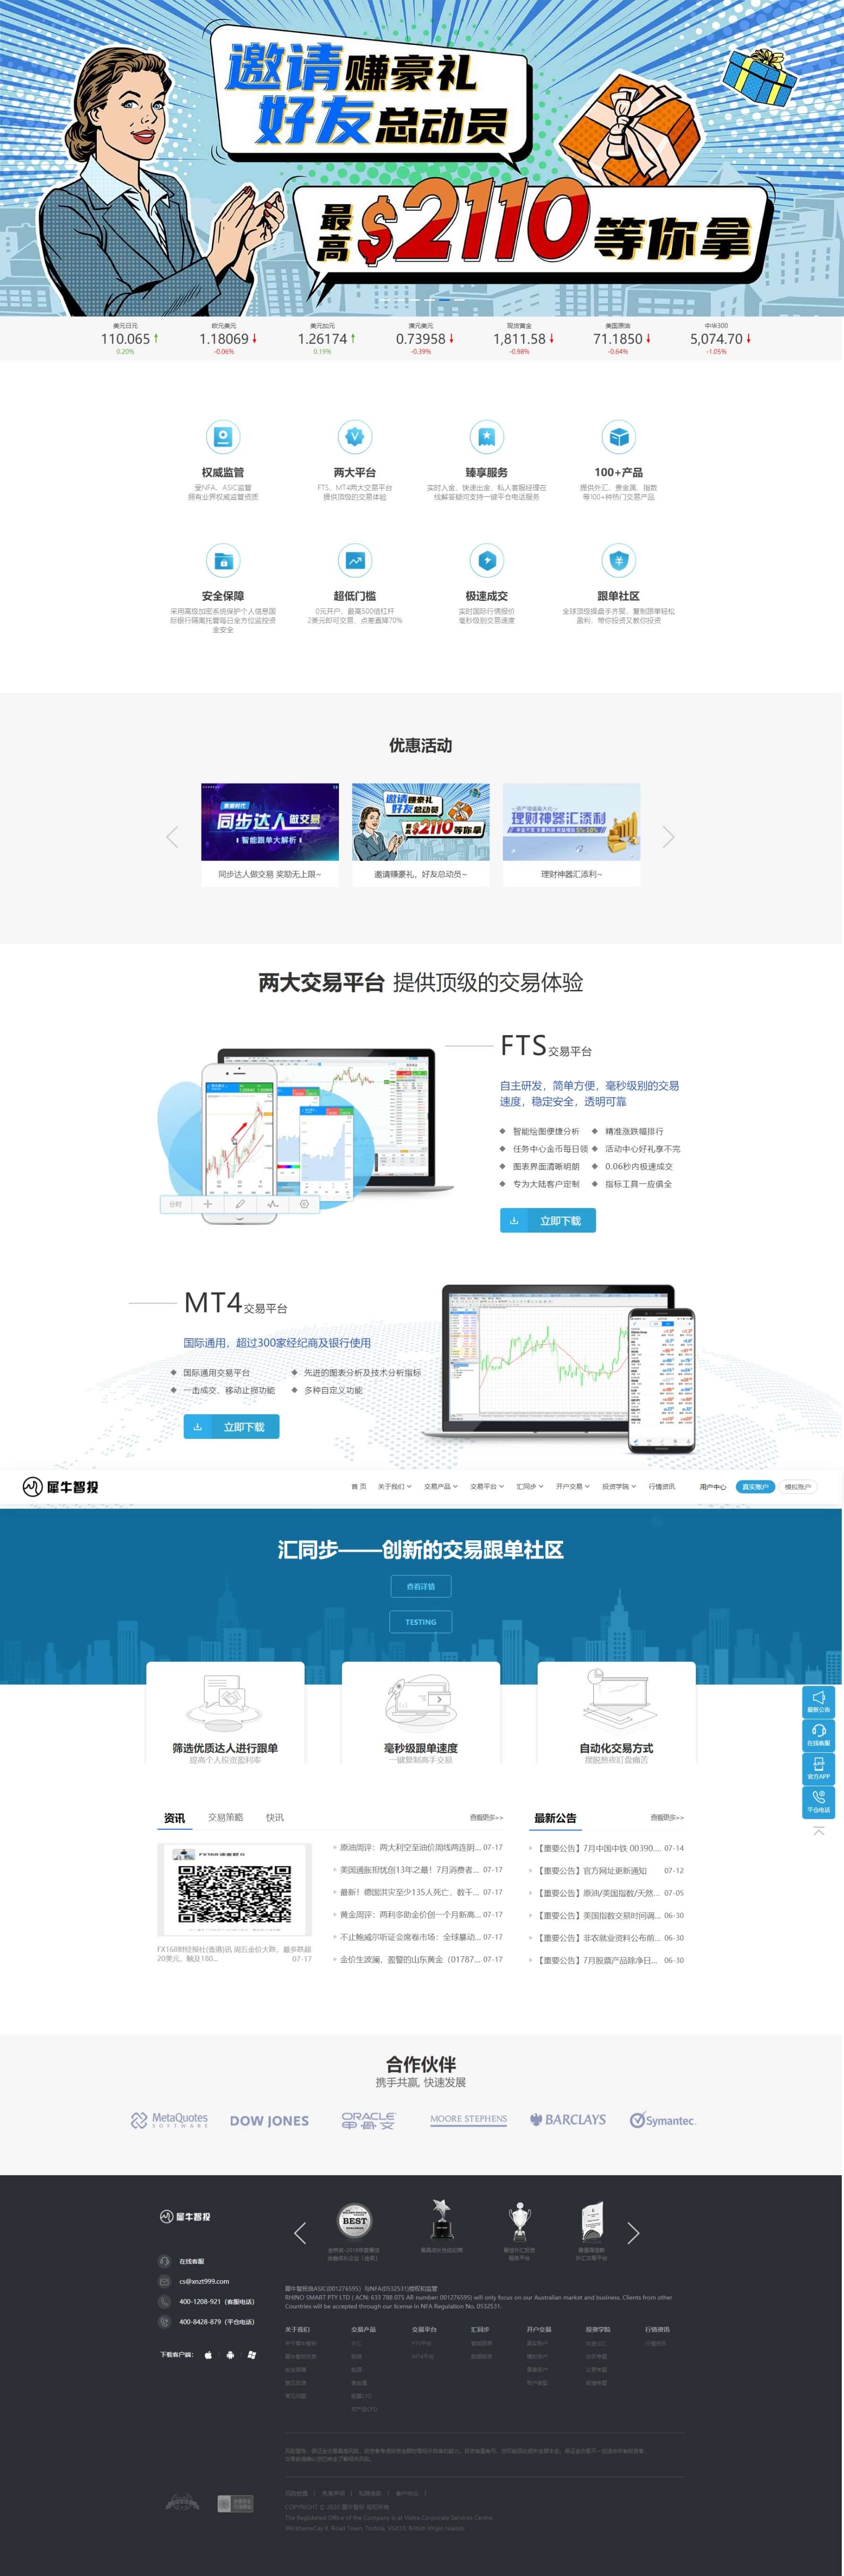 邀请赚豪礼
好友总动员
最高$2110等你拿
美元日元
110.065
0.20%
欧元美元
1.18069
-0.06%
美元加元
1.26174
0.19%
澳元美元
0.73958
-0.39%
现货黄金
1,811.58
-0.98%
美国原油
71.1850
-0.64%
中华300
5,074.70
-1.05%
权威监管
受NFA、ASIC监管
拥有业界权威监管资质
两大平台
FTS、MT4两大交易平台
提供顶级的交易体验
臻享服务
实时入金、快速出金，私人客服经理在
线解答疑问支持一键平仓电话服务
100+产品
提供外汇、贵金属、指数
等100+种热门交易产品
安全保障
采用高级加密系统保护个人信息国
际银行隔离托管每日全方位监控资
金安全
超低门槛
0元开户，最高500倍杠杆
2美元即可交易，点差直降70%
极速成交
实时国际行情报价
毫秒级别交易速度
跟单社区
全球顶级操盘手齐聚，复制跟单轻松
盈利，带你投资又教你投资
优惠活动
同步达人做交易
智能跟单大解析
同步达人做交易 奖励无上限~
邀请赚豪礼
好友总动员
最高$2110等你拿
邀请赚豪礼，好友总动员~
理财神器汇添利
理财神器汇添利~
两大交易平台 提供顶级的交易体验
FTS交易平台
自主研发，简单方便，毫秒级别的交易
速度，稳定安全，透明可靠
智能绘图便捷分析
精准涨跌幅排行
任务中心金币每日领
活动中心好礼享不完
图表界面清晰明朗
0.06秒内极速成交
专为大陆客户定制
指标工具一应俱全
分时
立即下载
MT4交易平台
国际通用，超过300家经纪商及银行使用
国际通用交易平台
先进的图表分析及技术分析指标
一击成交、移动止损功能
多种自定义功能
立即下载
犀牛智投
首 页
关于我们
交易产品
交易平台
汇同步
开户交易
投资学院
行情资讯
用户中心
真实账户
模拟账户
汇同步——创新的交易跟单社区
查看详情
TESTING
筛选优质达人进行跟单
提高个人投资盈利率
毫秒级跟单速度
一键复制高手交易
自动化交易方式
摆脱熬夜盯盘痛苦
最新公告
在线客服
官方APP
平仓电话
资讯
交易策略
快讯
查看更多>>
FX168读者群
FX168财经报社(香港)讯 周五金价大跌，最多跌超
20美元，触及180...
07-17
原油周评：两大利空至油价周线两连阴... 07-17
美国通胀担忧创13年之最！7月消费者... 07-17
最新！德国洪灾至少135人死亡，数千... 07-17
黄金周评：两利多助金价创一个月新高... 07-17
不止鲍威尔听证会席卷市场：全球暴动... 07-17
金价生波澜，盈警的山东黄金（01787... 07-17
最新公告
查看更多>>
【重要公告】7月中国中铁 00390.... 07-14
【重要公告】官方网址更新通知 07-12
【重要公告】原油/美国指数/天然... 07-05
【重要公告】美国指数交易时间调... 06-30
【重要公告】非农就业资料公布前... 06-30
【重要公告】7月股票产品除净日... 06-30
合作伙伴
携手共赢, 快速发展
MetaQuotes
SOFTWARE
DOW JONES
ORACLE
甲骨文
MOORE STEPHENS
BARCLAYS
Symantec.
犀牛智投
在线客服
cs@xnzt999.com
400-1208-921（客服电话）
400-8428-879（平仓电话）
下载客户端：
BEST
犀牛智投由ASIC(001276595）与NFA(0532531)授权和监管
RHINO SMART PTY LTD ( ACN: 633 788 075 AR number: 001276595) will only focus on our Australian market and business, Clients from other
Countries will be accepted through our license in NFA Regulation No. 0532531.
关于我们
交易产品
交易平台
汇同步
开户交易
投资学院
行情资讯
FTS平台
MT4平台
COPYRIGHT © 2020 犀牛智投 版权所有
The Registered Office of the Company is at Vistra Corporate Services Centre,
WickhamsCay II, Road Town, Tortola, VG1110, British Virgin Islands.